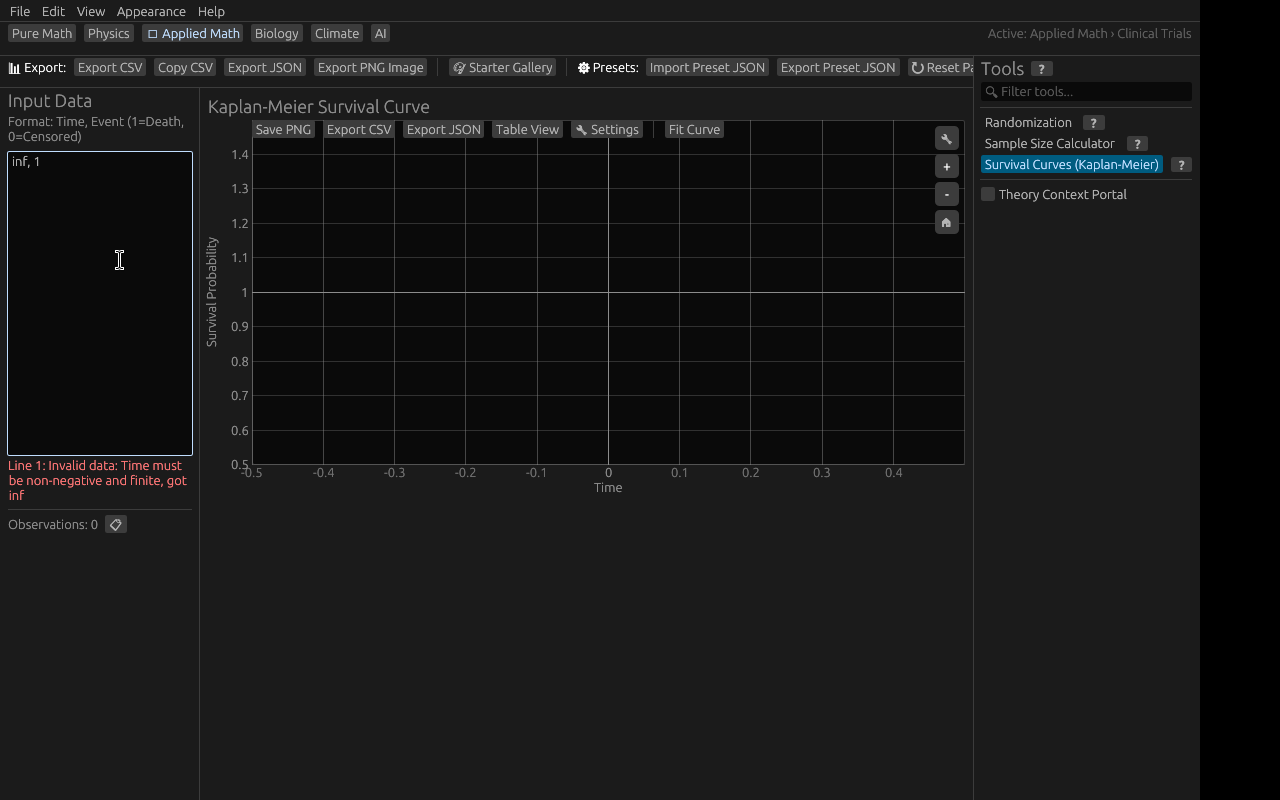 File Edit View Appearance Help
Pure Math Physics Applied Math Biology Climate AI Active: Applied Math › Clinical Trials
Export: Export CSV Copy CSV Export JSON Export PNG Image Starter Gallery Presets: Import Preset JSON Export Preset JSON Reset Pa
Input Data
Format: Time, Event (1=Death,
0=Censored)
inf, 1
Line 1: Invalid data: Time must
be non-negative and finite, got
inf
Observations: 0
Kaplan-Meier Survival Curve
Save PNG Export CSV Export JSON Table View Settings Fit Curve
+
-
Survival Probability
1.4
1.3
1.2
1.1
1
0.9
0.8
0.7
0.6
0.5
-0.5 -0.4 -0.3 -0.2 -0.1 0 0.1 0.2 0.3 0.4
Time
Tools ?
Filter tools...
Randomization ?
Sample Size Calculator ?
Survival Curves (Kaplan-Meier) ?
Theory Context Portal